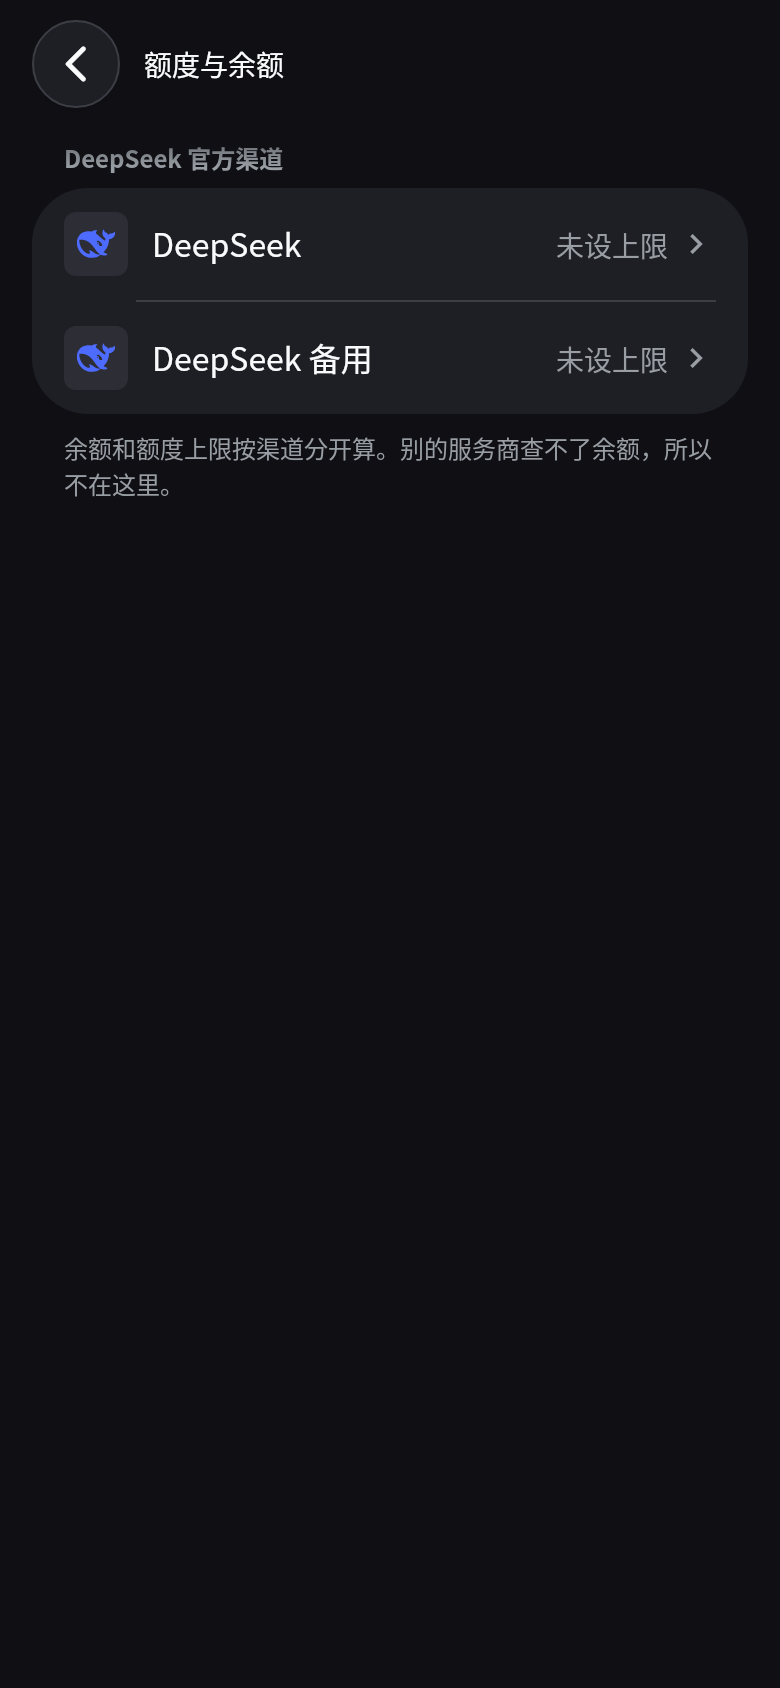 额度与余额
DeepSeek 官方渠道
DeepSeek 未设上限
DeepSeek 备用 未设上限
余额和额度上限按渠道分开算。别的服务商查不了余额，所以
不在这里。